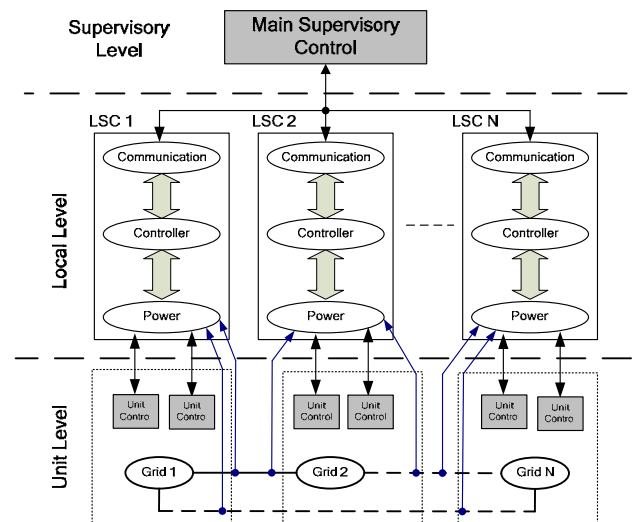 Supervisory
Level
Main Supervisory
Control
LSC 1
LSC 2
LSC N
Communication
Communication
Communication
Local Level
Controller
Controller
Controller
Power
Power
Power
Unit Level
Unit
Contro
Unit
Contro
Unit
Control
Unit
Control
Unit
Contro
Unit
Contro
Grid 1
Grid 2
Grid N